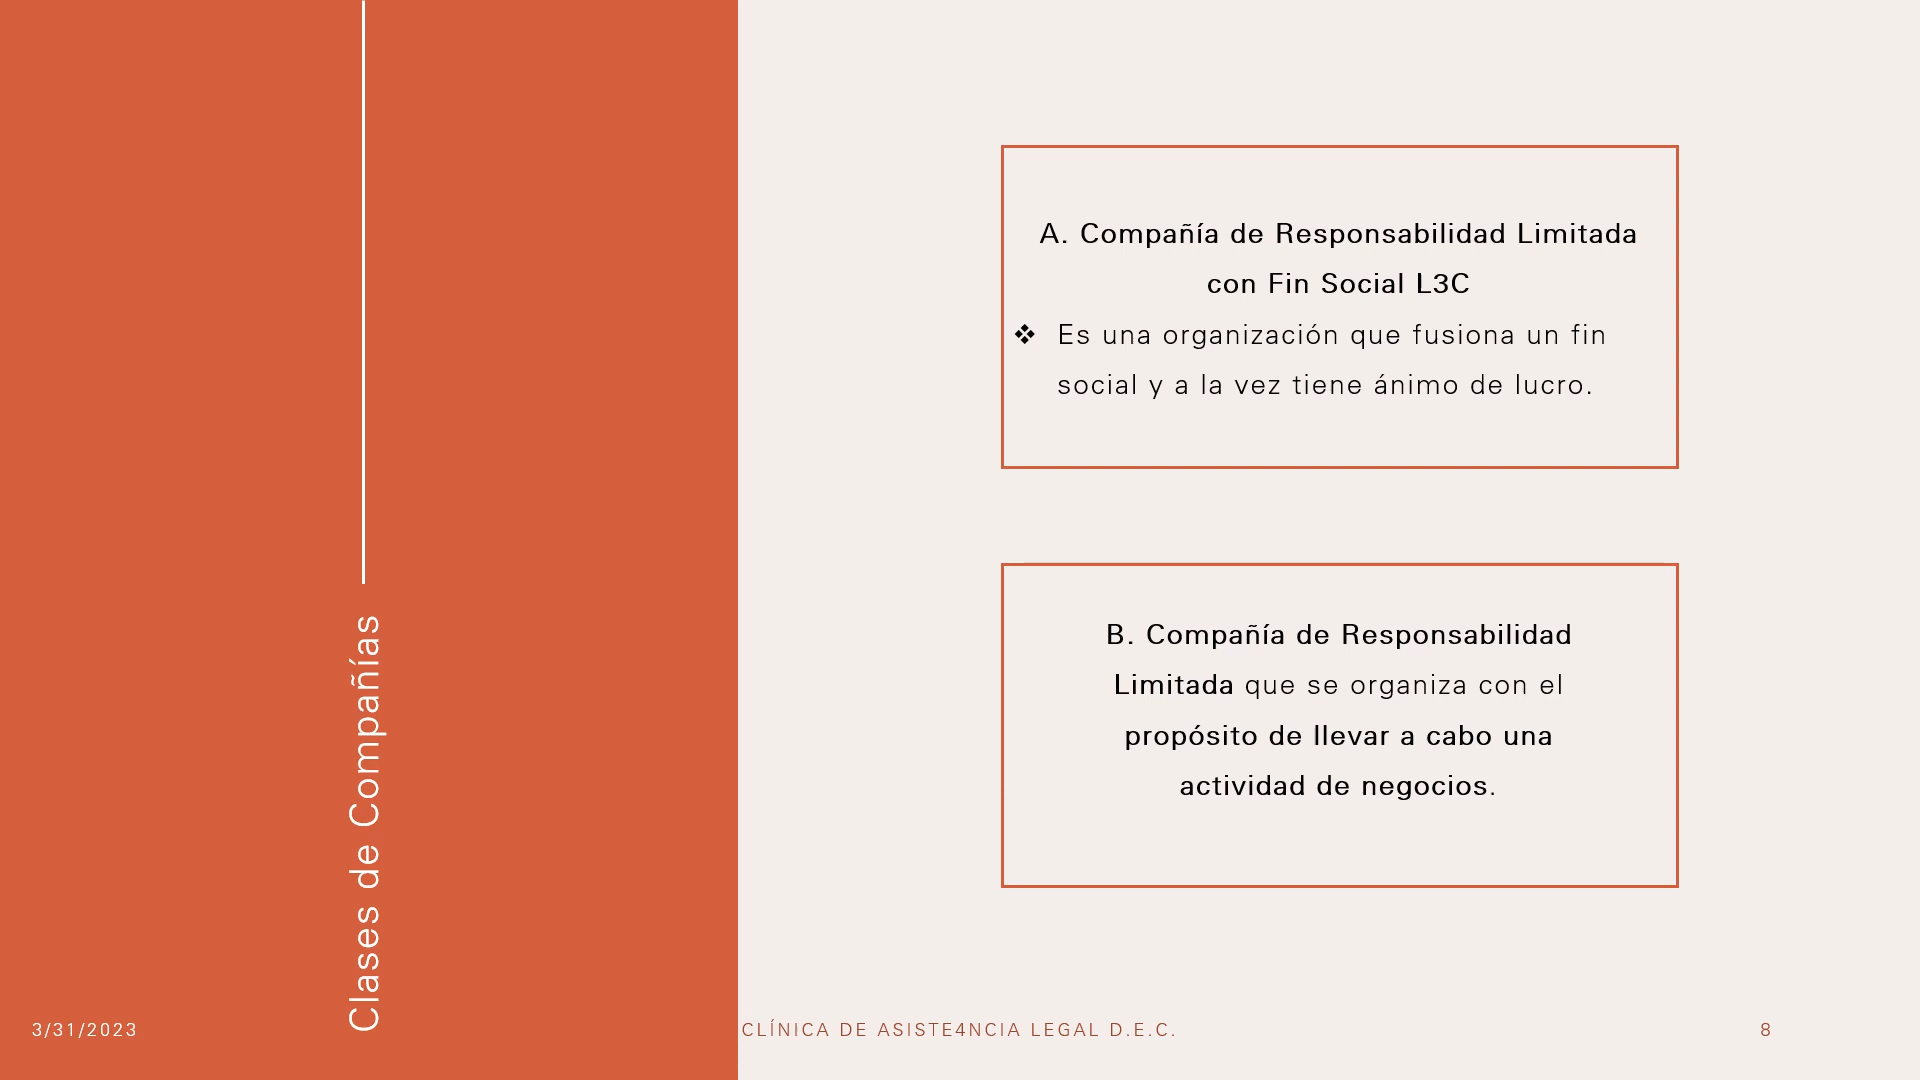 Clases de Compañías
A. Compañía de Responsabilidad Limitada
con Fin Social L3C
❖ Es una organización que fusiona un fin
social y a la vez tiene ánimo de lucro.
B. Compañía de Responsabilidad
Limitada que se organiza con el
propósito de llevar a cabo una
actividad de negocios.
3/31/2023
CLÍNICA DE ASISTE4NCIA LEGAL D.E.C.
8